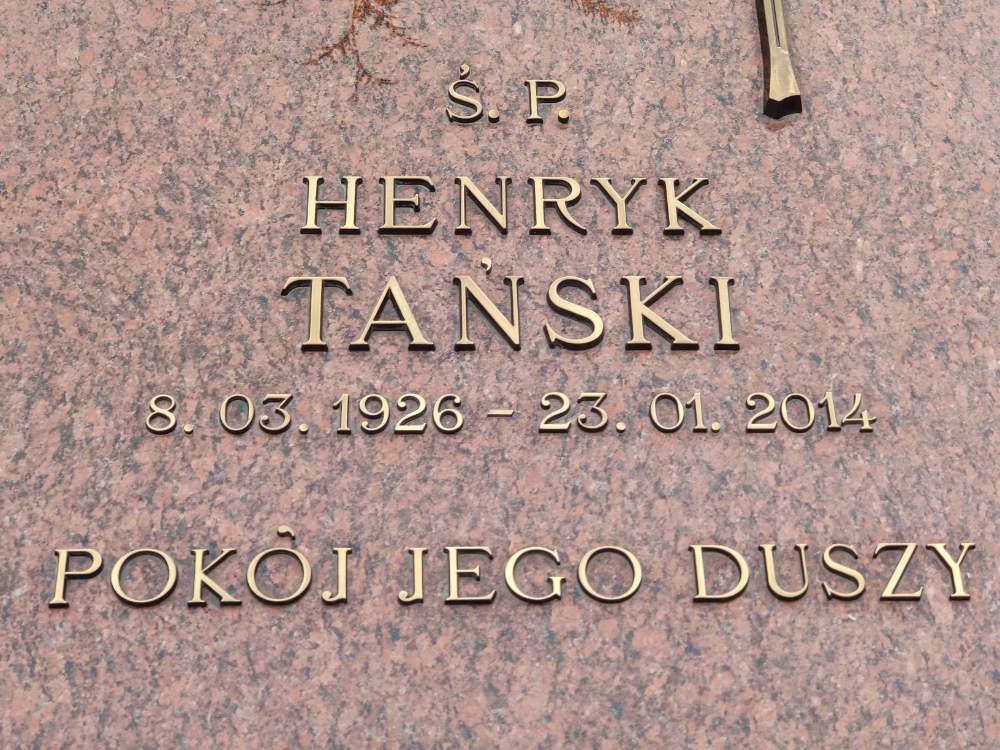 Ś. P.
HENRYK
TAŃSKI
8. 03. 1926 - 23. 01. 2014
POKÓJ JEGO DUSZY